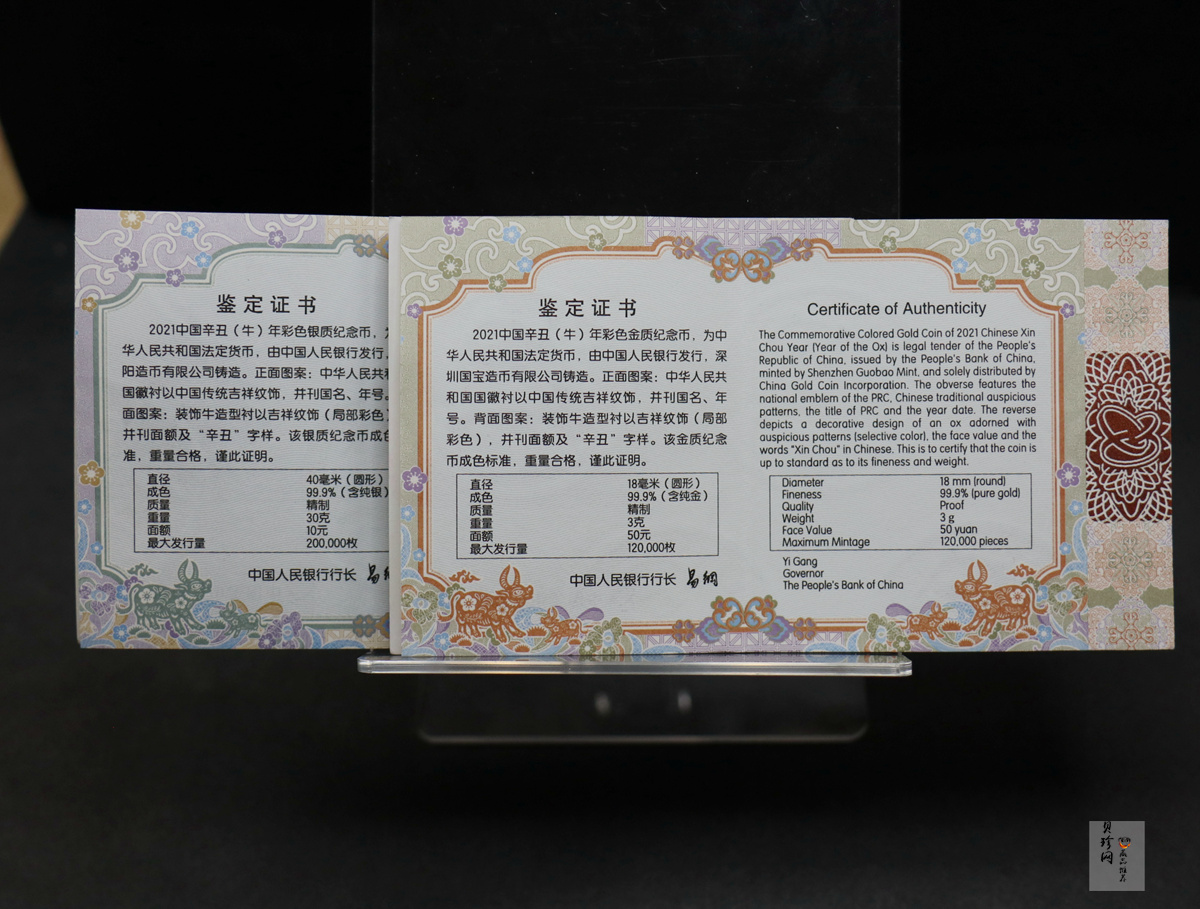 鉴定证书
2021中国辛丑（牛）年彩色银质纪念币，
华人民共和国法定货币，由中国人民银行发行，
阳造币有限公司铸造。正面图案：中华人民共和
国徽衬以中国传统吉祥纹饰，并刊国名、年号。
面图案：装饰牛造型衬以吉祥纹饰（局部彩色）
并刊面额及“辛丑”字样。该银质纪念币成色
准，重量合格，谨此证明。
直径 40毫米（圆形）
成色 99.9%（含纯银）
质量 精制
重量 30克
面额 10元
最大发行量 200,000枚
中国人民银行行长 易纲
鉴定证书
2021中国辛丑（牛）年彩色金质纪念币，为中
华人民共和国法定货币，由中国人民银行发行，深
圳国宝造币有限公司铸造。正面图案：中华人民共
和国国徽衬以中国传统吉祥纹饰，并刊国名、年
号。背面图案：装饰牛造型衬以吉祥纹饰（局部
彩色），并刊面额及“辛丑”字样。该金质纪念
币成色标准，重量合格，谨此证明。
直径 18毫米（圆形）
成色 99.9%（含纯金）
质量 精制
重量 3克
面额 50元
最大发行量 120,000枚
中国人民银行行长 易纲
Certificate of Authenticity
The Commemorative Colored Gold Coin of 2021 Chinese Xin
Chou Year (Year of the Ox) is legal tender of the People's
Republic of China, issued by the People's Bank of China,
minted by Shenzhen Guobao Mint, and solely distributed by
China Gold Coin Incorporation. The obverse features the
national emblem of the PRC, Chinese traditional auspicious
patterns, the title of PRC and the year date. The reverse
depicts a decorative design of an ox adorned with
auspicious patterns (selective color), the face value and the
words "Xin Chou" in Chinese. This is to certify that the coin is
up to standard as to its fineness and weight.
Diameter 18 mm (round)
Fineness 99.9% (pure gold)
Quality Proof
Weight 3 g
Face Value 50 yuan
Maximum Mintage 120,000 pieces
Yi Gang
Governor
The People's Bank of China
贝珍网
藏品推荐